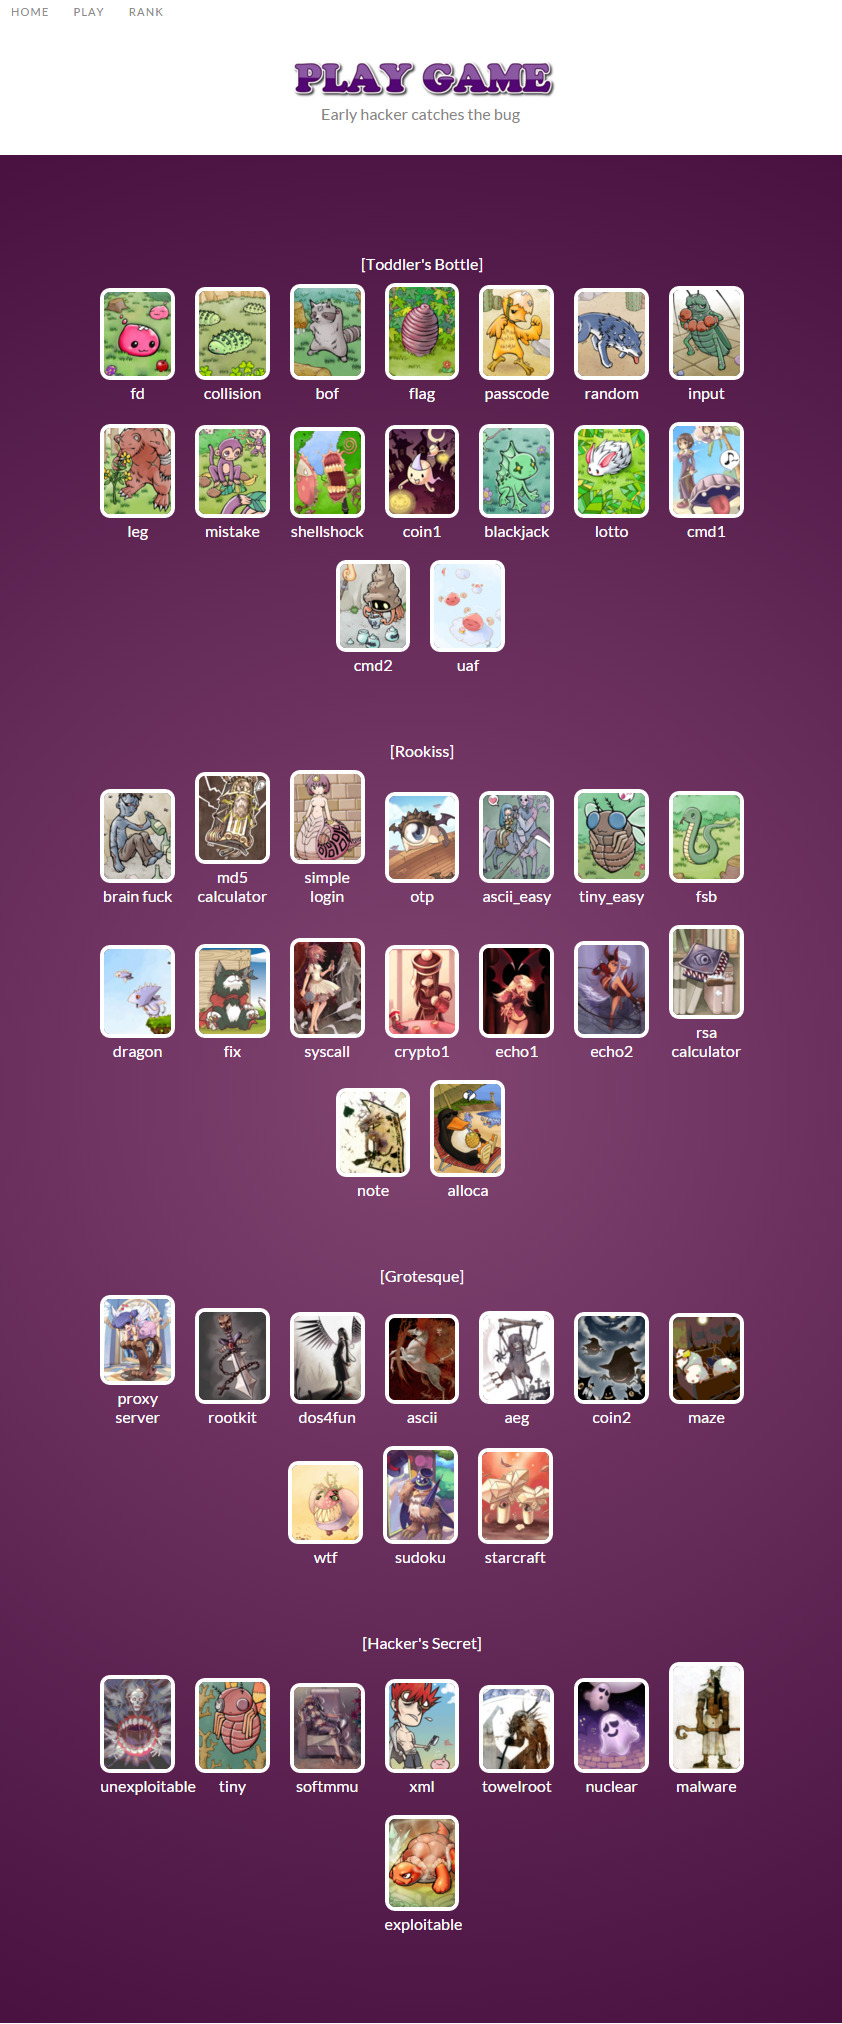 HOME PLAY RANK
PLAY GAME
Early hacker catches the bug
[Toddler's Bottle]
fd collision bof flag passcode random input
leg mistake shellshock coin1 blackjack lotto cmd1
cmd2 uaf
[Rookiss]
brain fuck md5 calculator simple login otp ascii_easy tiny_easy fsb
dragon fix syscall crypto1 echo1 echo2 rsa calculator
note alloca
[Grotesque]
proxy server rootkit dos4fun ascii aeg coin2 maze
wtf sudoku starcraft
[Hacker's Secret]
unexploitable tiny softmmu xml towelroot nuclear malware
exploitable